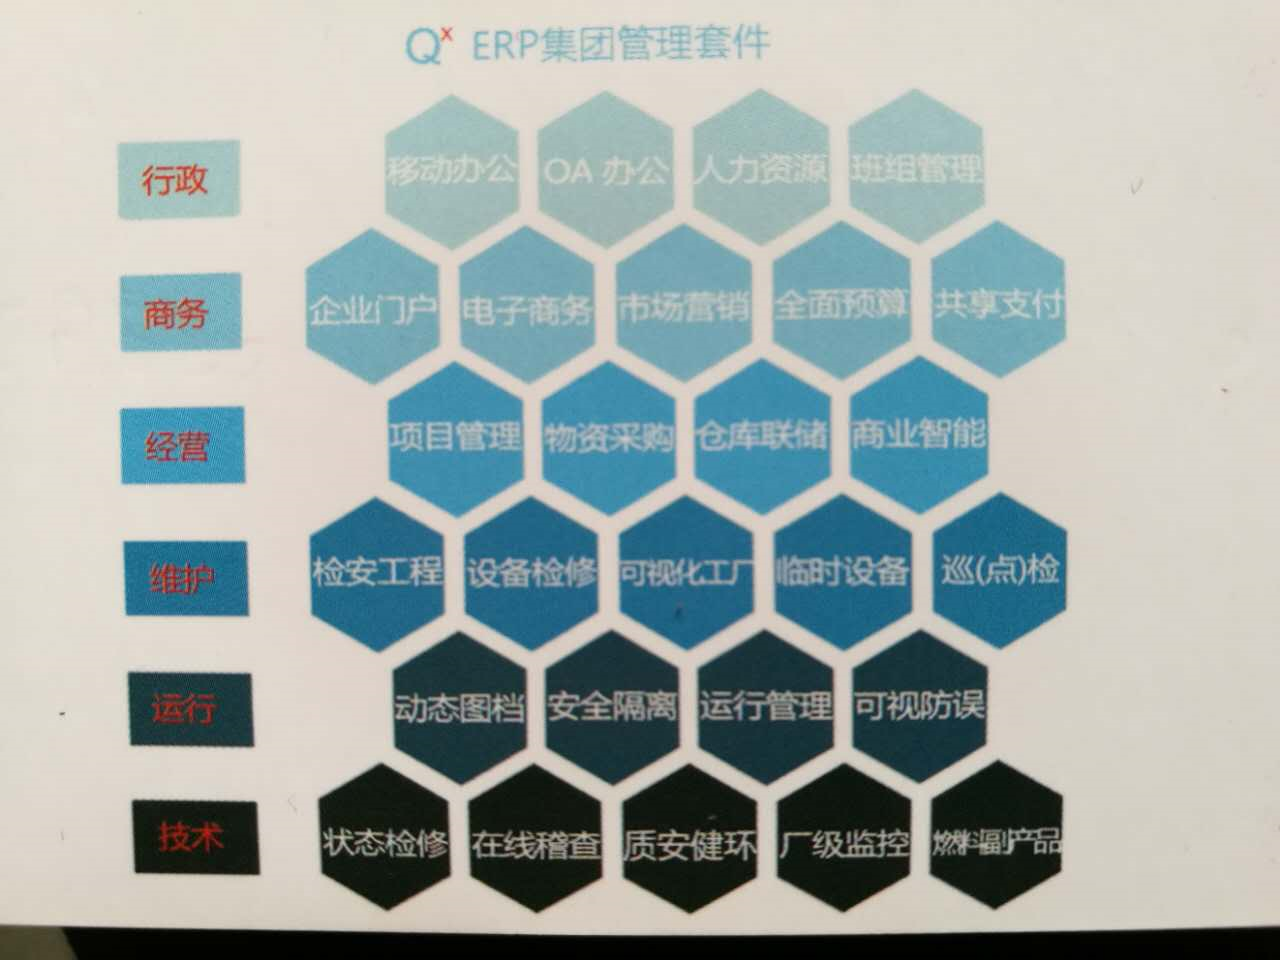 Qx ERP集团管理套件
行政 移动办公 OA 办公 人力资源 班组管理
商务 企业门户 电子商务 市场营销 全面预算 共享支付
经营 项目管理 物资采购 仓库联储 商业智能
维护 检安工程 设备检修 可视化工厂 临时设备 巡(点)检
运行 动态图档 安全隔离 运行管理 可视防误
技术 状态检修 在线稽查 质安健环 厂级监控 燃料副产品